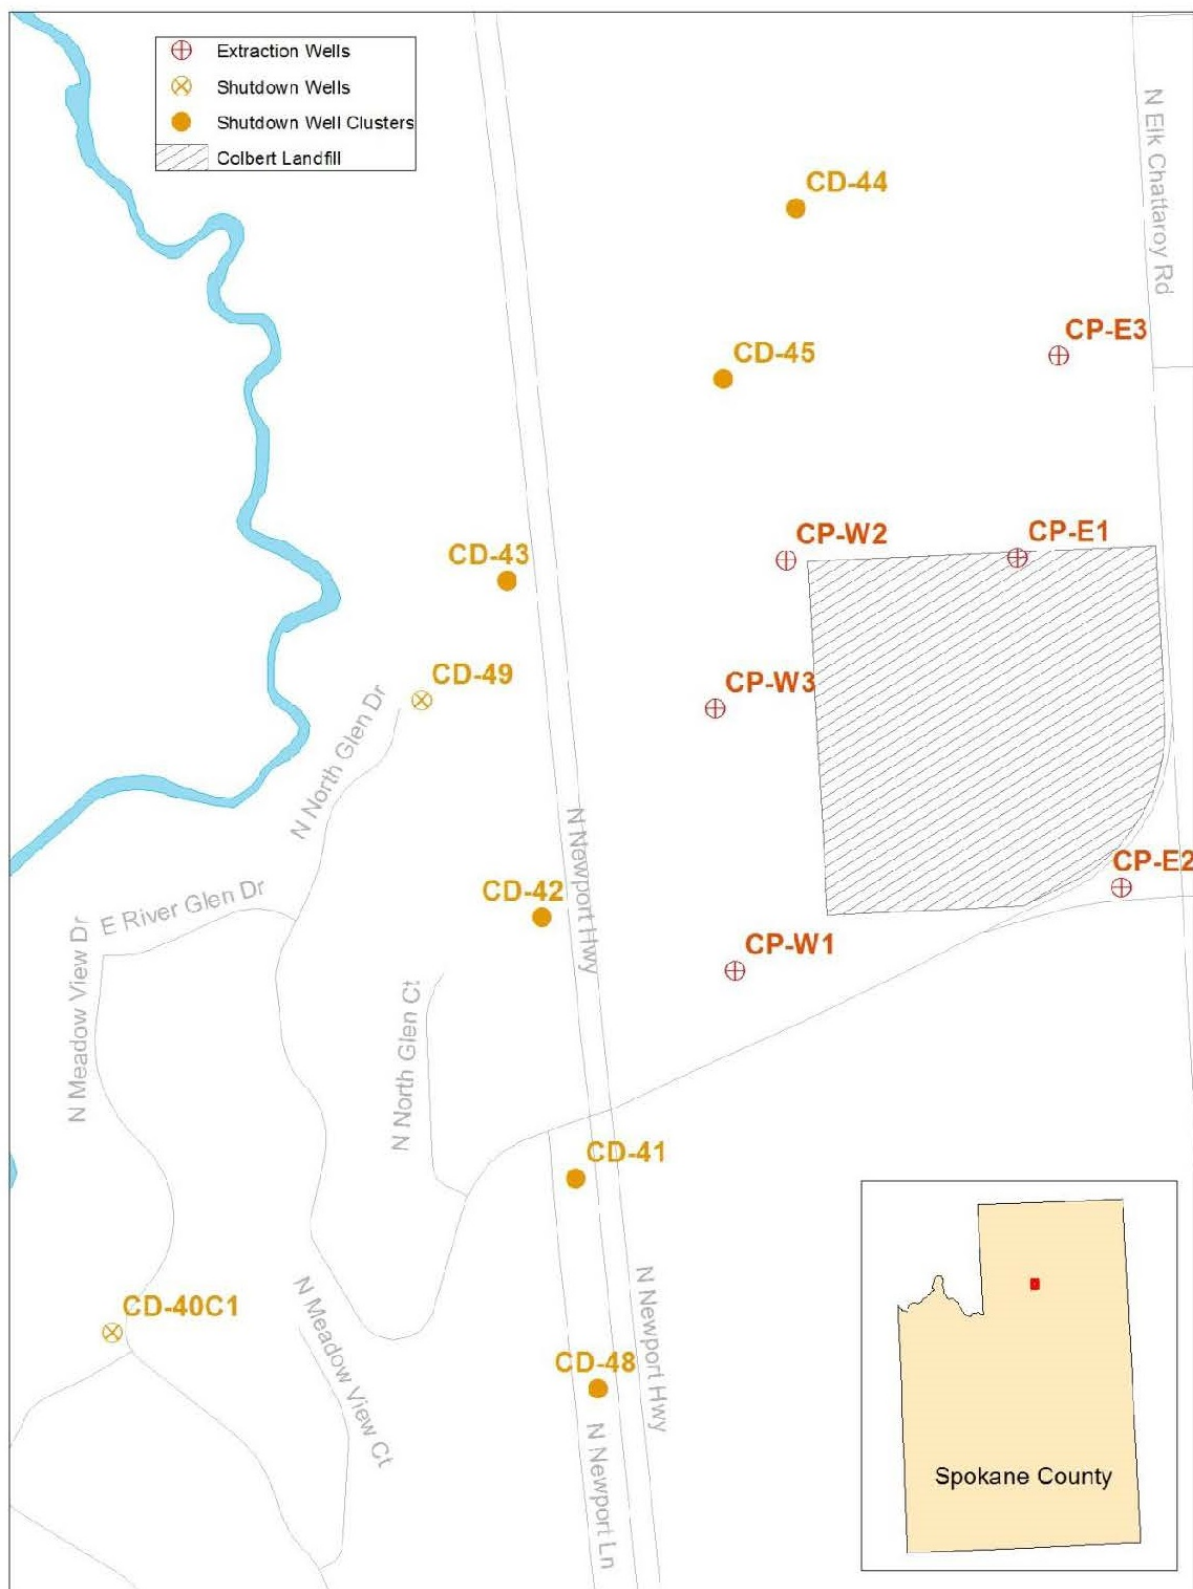 Extraction Wells
Shutdown Wells
Shutdown Well Clusters
Colbert Landfill
N Elk Chattaroy Rd
CD-44
CP-E3
CD-45
CP-W2
CP-E1
CD-43
CD-49
CP-W3
N North Glen Dr
N Newport Hwy
CP-E2
CD-42
E River Glen Dr
N Meadow View Dr
CP-W1
N North Glen Ct
CD-41
CD-40C1
N Meadow View Ct
N Newport Hwy
CD-48
N Newport Ln
Spokane County